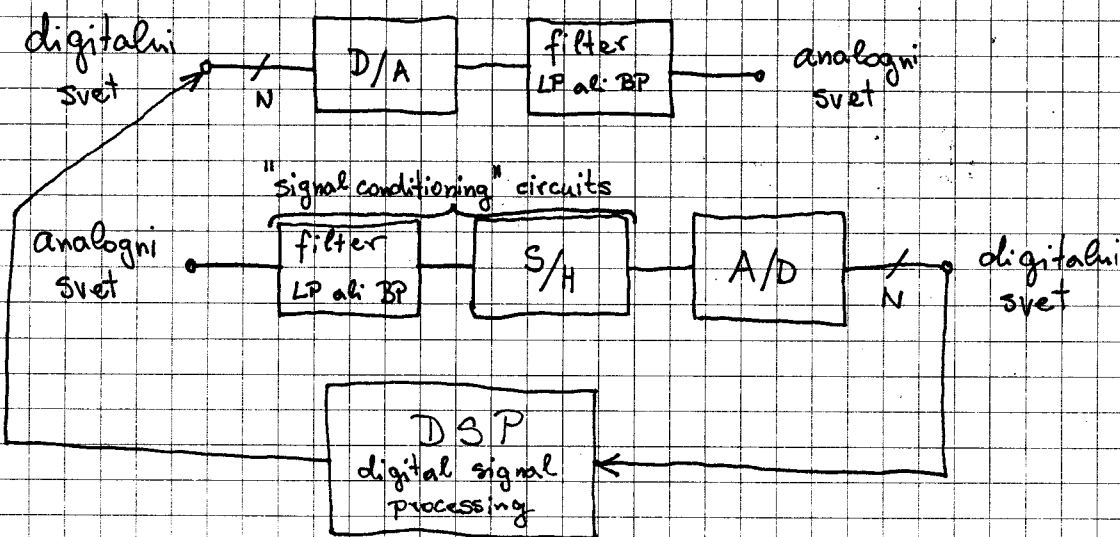 digitalni
svet
N
D/A
filter
LP ali BP
analogni
svet
"signal conditioning" circuits
analogni
svet
filter
LP ali BP
S/H
A/D
N
digitalni
svet
DSP
digital signal
processing